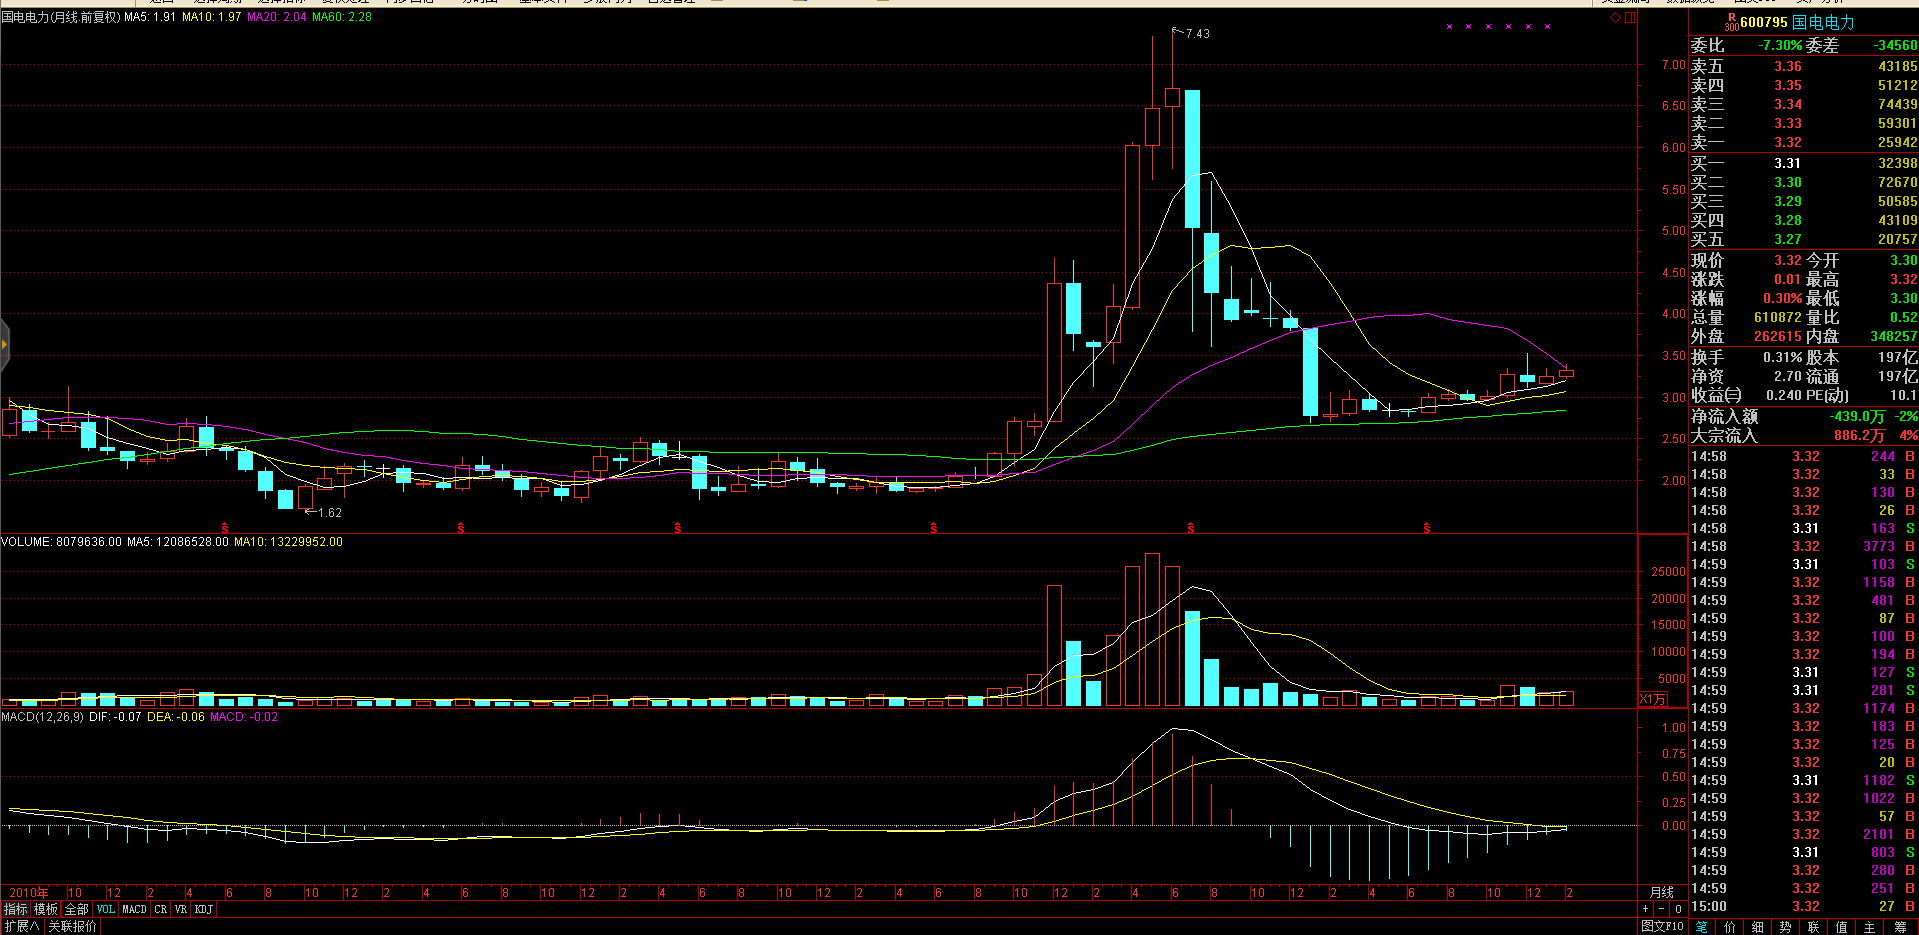 国电电力(月线.前复权) MA5: 1.91 MA10: 1.97 MA20: 2.04 MA60: 2.28
7.43
1.62
7.00
6.50
6.00
5.50
5.00
4.50
4.00
3.50
3.00
2.50
2.00
S S S S S S
VOLUME: 8079636.00 MA5: 12086528.00 MA10: 13229952.00
25000
20000
15000
10000
5000
X1万
MACD(12,26,9) DIF: -0.07 DEA: -0.06 MACD: -0.02
1.00
0.75
0.50
0.25
0.00
2010年 10 12 2 4 6 8 10 12 2 4 6 8 10 12 2 4 6 8 10 12 2 4 6 8 10 12 2 4 6 8 10 12 2 4 6 8 10 12 2 月线
指标 模板 全部 VOL MACD CR VR KDJ + - 0
扩展∧ 关联报价 图文F10
R 300 600795 国电电力
委比 -7.30% 委差 -34560
卖五 3.36 43185
卖四 3.35 51212
卖三 3.34 74439
卖二 3.33 59301
卖一 3.32 25942
买一 3.31 32398
买二 3.30 72670
买三 3.29 50585
买四 3.28 43109
买五 3.27 20757
现价 3.32 今开 3.30
涨跌 0.01 最高 3.32
涨幅 0.30% 最低 3.30
总量 610872 量比 0.52
外盘 262615 内盘 348257
换手 0.31% 股本 197亿
净资 2.70 流通 197亿
收益㈢ 0.240 PE(动) 10.1
净流入额 -439.0万 -2%
大宗流入 886.2万 4%
14:58 3.32 244 B
14:58 3.32 33 B
14:58 3.32 130 B
14:58 3.32 26 B
14:58 3.31 163 S
14:58 3.32 3773 B
14:59 3.31 103 S
14:59 3.32 1158 B
14:59 3.32 481 B
14:59 3.32 87 B
14:59 3.32 100 B
14:59 3.32 194 B
14:59 3.31 127 S
14:59 3.31 281 S
14:59 3.32 1174 B
14:59 3.32 183 B
14:59 3.32 125 B
14:59 3.32 20 B
14:59 3.31 1182 S
14:59 3.32 1022 B
14:59 3.32 57 B
14:59 3.32 2101 B
14:59 3.31 803 S
14:59 3.32 280 B
14:59 3.32 251 B
15:00 3.32 27 B
笔 价 细 势 联 值 主 筹